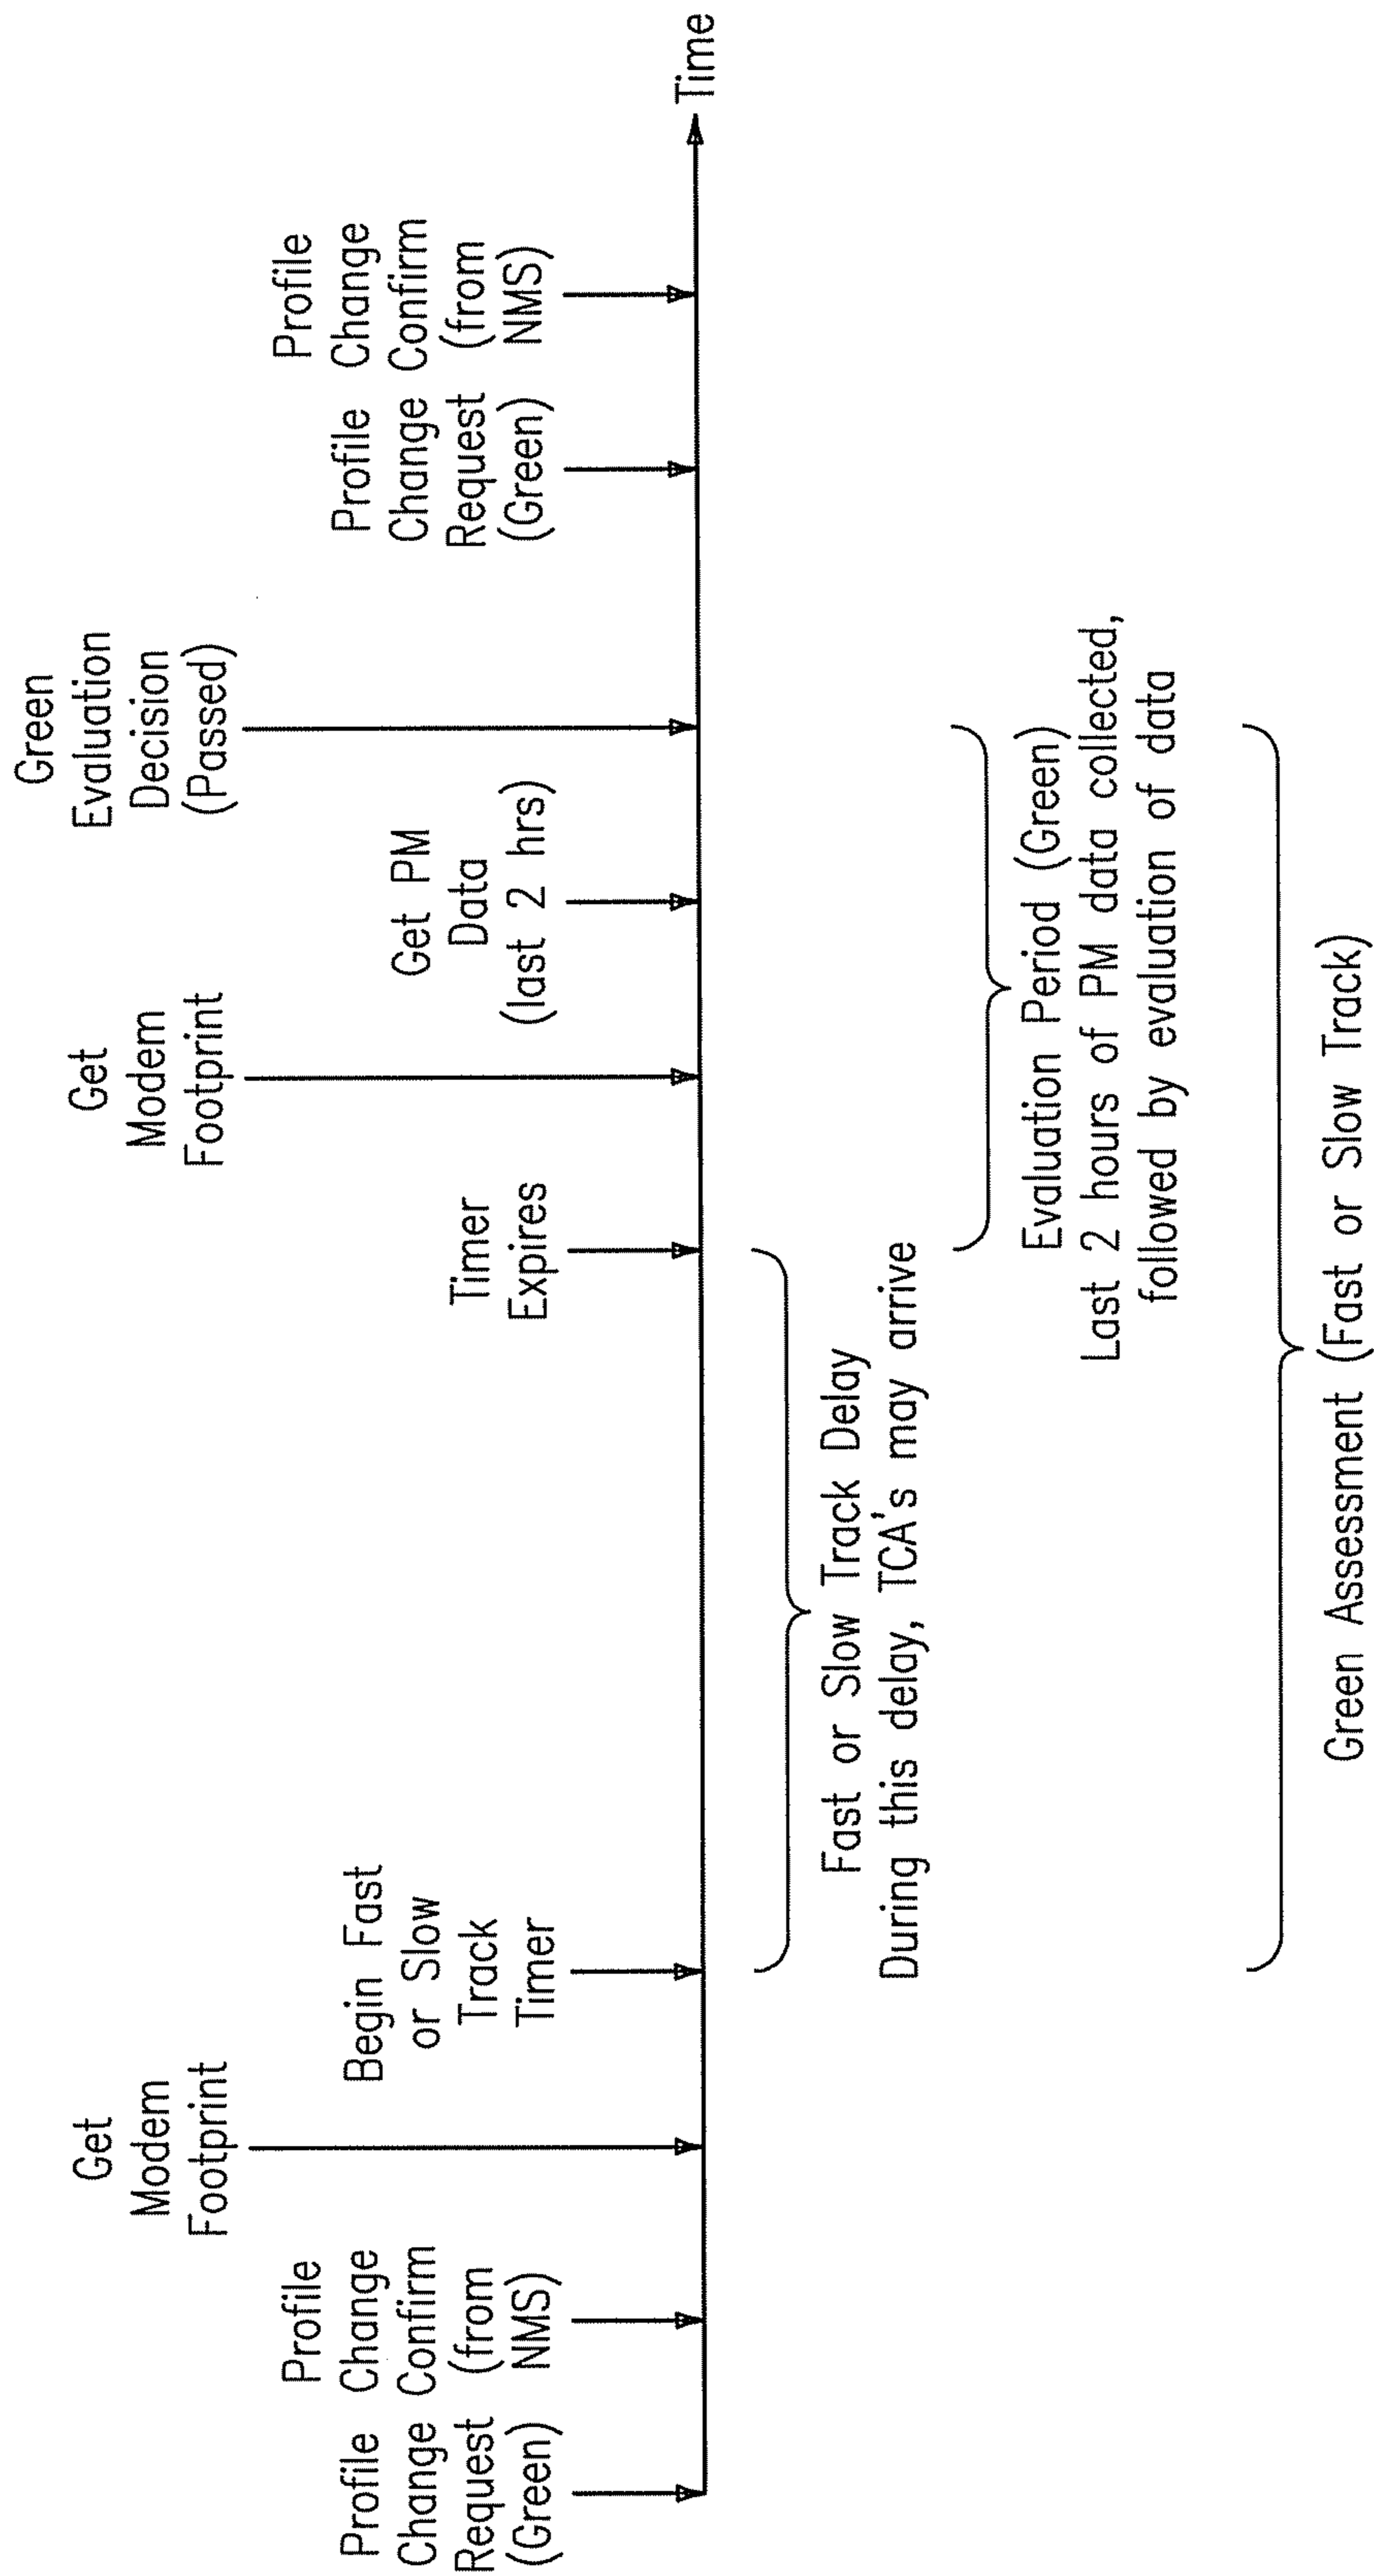 Profile
Change
Request
(Green)
Profile
Change
Confirm
(from
NMS)
Get
Modem
Footprint
Begin Fast
or Slow
Track
Timer
Timer
Expires
Get
Modem
Footprint
Get PM
Data
(last 2 hrs)
Green
Evaluation
Decision
(Passed)
Profile
Change
Request
(Green)
Profile
Change
Confirm
(from
NMS)
Time
Fast or Slow Track Delay
During this delay, TCA's may arrive
Evaluation Period (Green)
Last 2 hours of PM data collected,
followed by evaluation of data
Green Assessment (Fast or Slow Track)